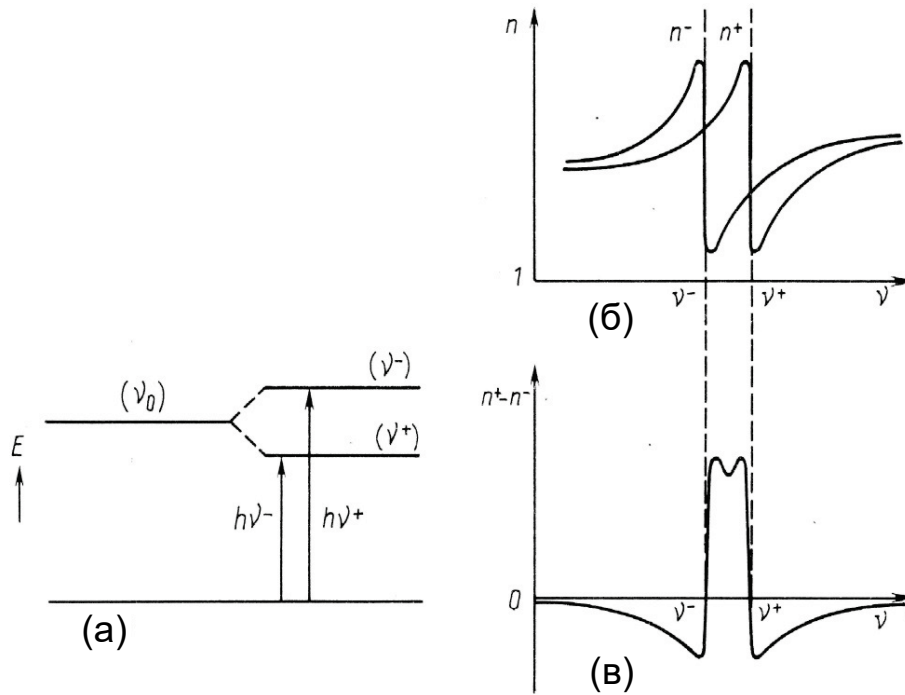 (ν₀)
(ν⁻)
(ν⁺)
E
hν⁻
hν⁺
(а)
n
n⁻
n⁺
1
ν⁻
ν⁺
ν
(б)
n⁺–n⁻
0
ν⁻
ν⁺
ν
(в)